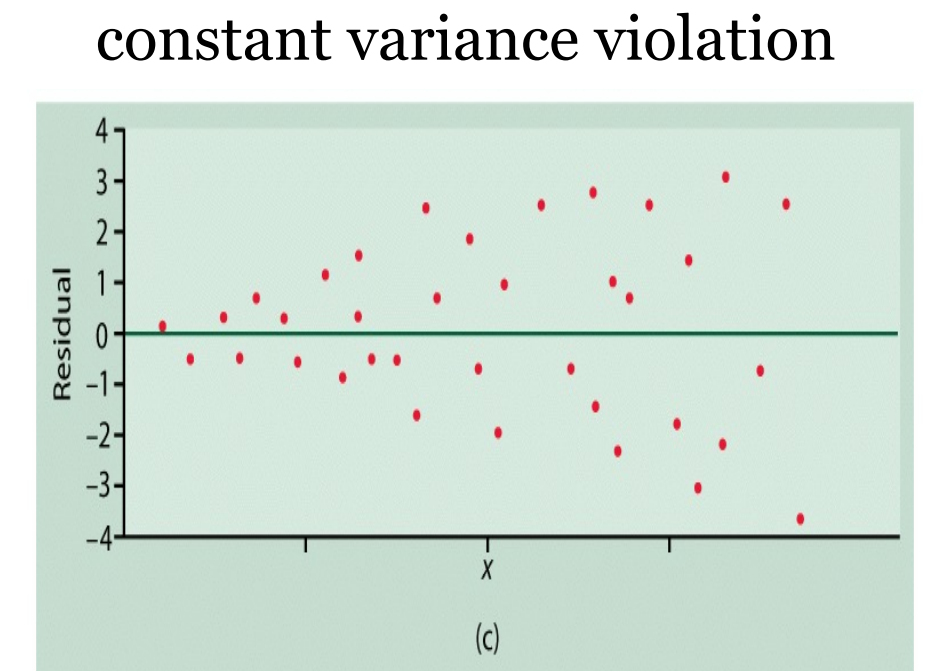 constant variance violation
4
3
2
1
0
−1
−2
−3
−4
Residual
x
(c)